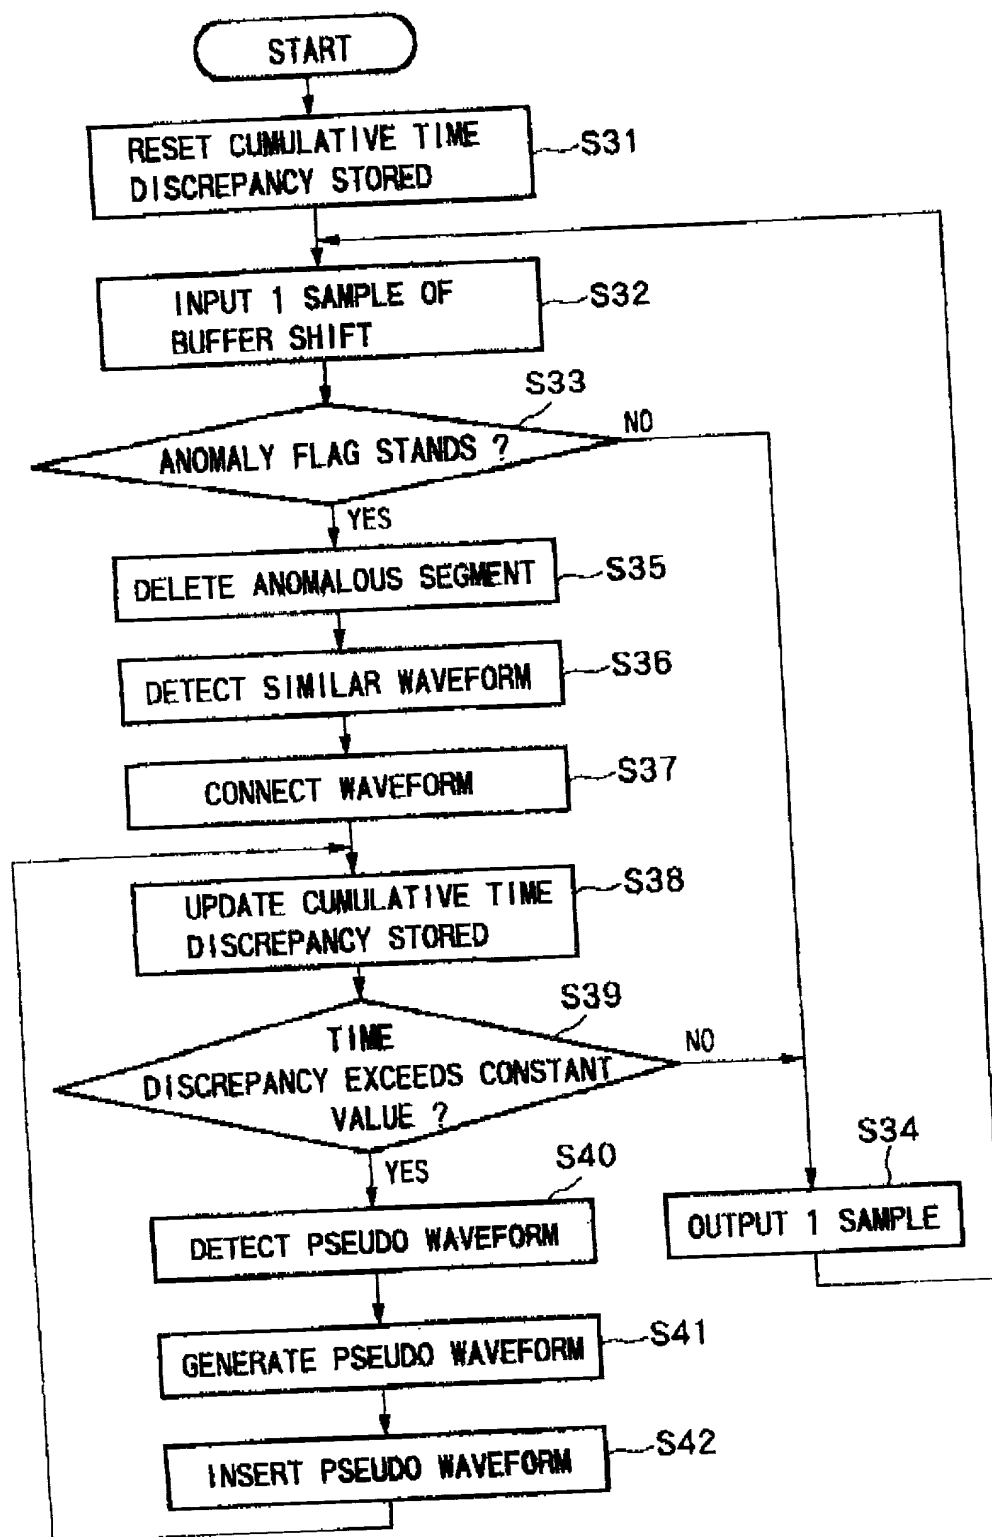 START
RESET CUMULATIVE TIME
DISCREPANCY STORED
S31
INPUT 1 SAMPLE OF
BUFFER SHIFT
S32
S33
ANOMALY FLAG STANDS ?
NO
YES
DELETE ANOMALOUS SEGMENT
S35
DETECT SIMILAR WAVEFORM
S36
CONNECT WAVEFORM
S37
UPDATE CUMULATIVE TIME
DISCREPANCY STORED
S38
S39
TIME
DISCREPANCY EXCEEDS CONSTANT
VALUE ?
NO
YES
S40
DETECT PSEUDO WAVEFORM
S34
OUTPUT 1 SAMPLE
GENERATE PSEUDO WAVEFORM
S41
INSERT PSEUDO WAVEFORM
S42